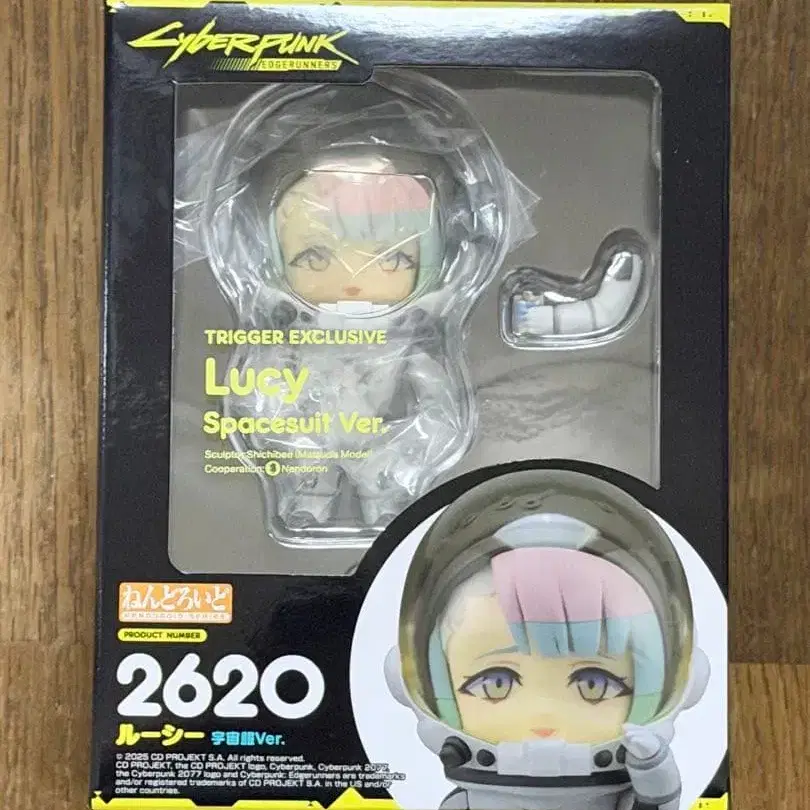 Cyberpunk
EDGERUNNERS
TRIGGER EXCLUSIVE
Lucy
Spacesuit Ver.
Sculptor: Shichibee (Masquois Model)
Cooperation: Nendoron
ねんどろいど
NENDOROID SERIES
PRODUCT NUMBER
2620
ルーシー 宇宙服Ver.
© 2025 CD PROJEKT S.A. All rights reserved.
CD PROJEKT, the CD PROJEKT logo, Cyberpunk, Cyberpunk 2077,
the Cyberpunk 2077 logo and Cyberpunk: Edgerunners are trademarks
and/or registered trademarks of CD PROJEKT S.A. in the US and/or
other countries.